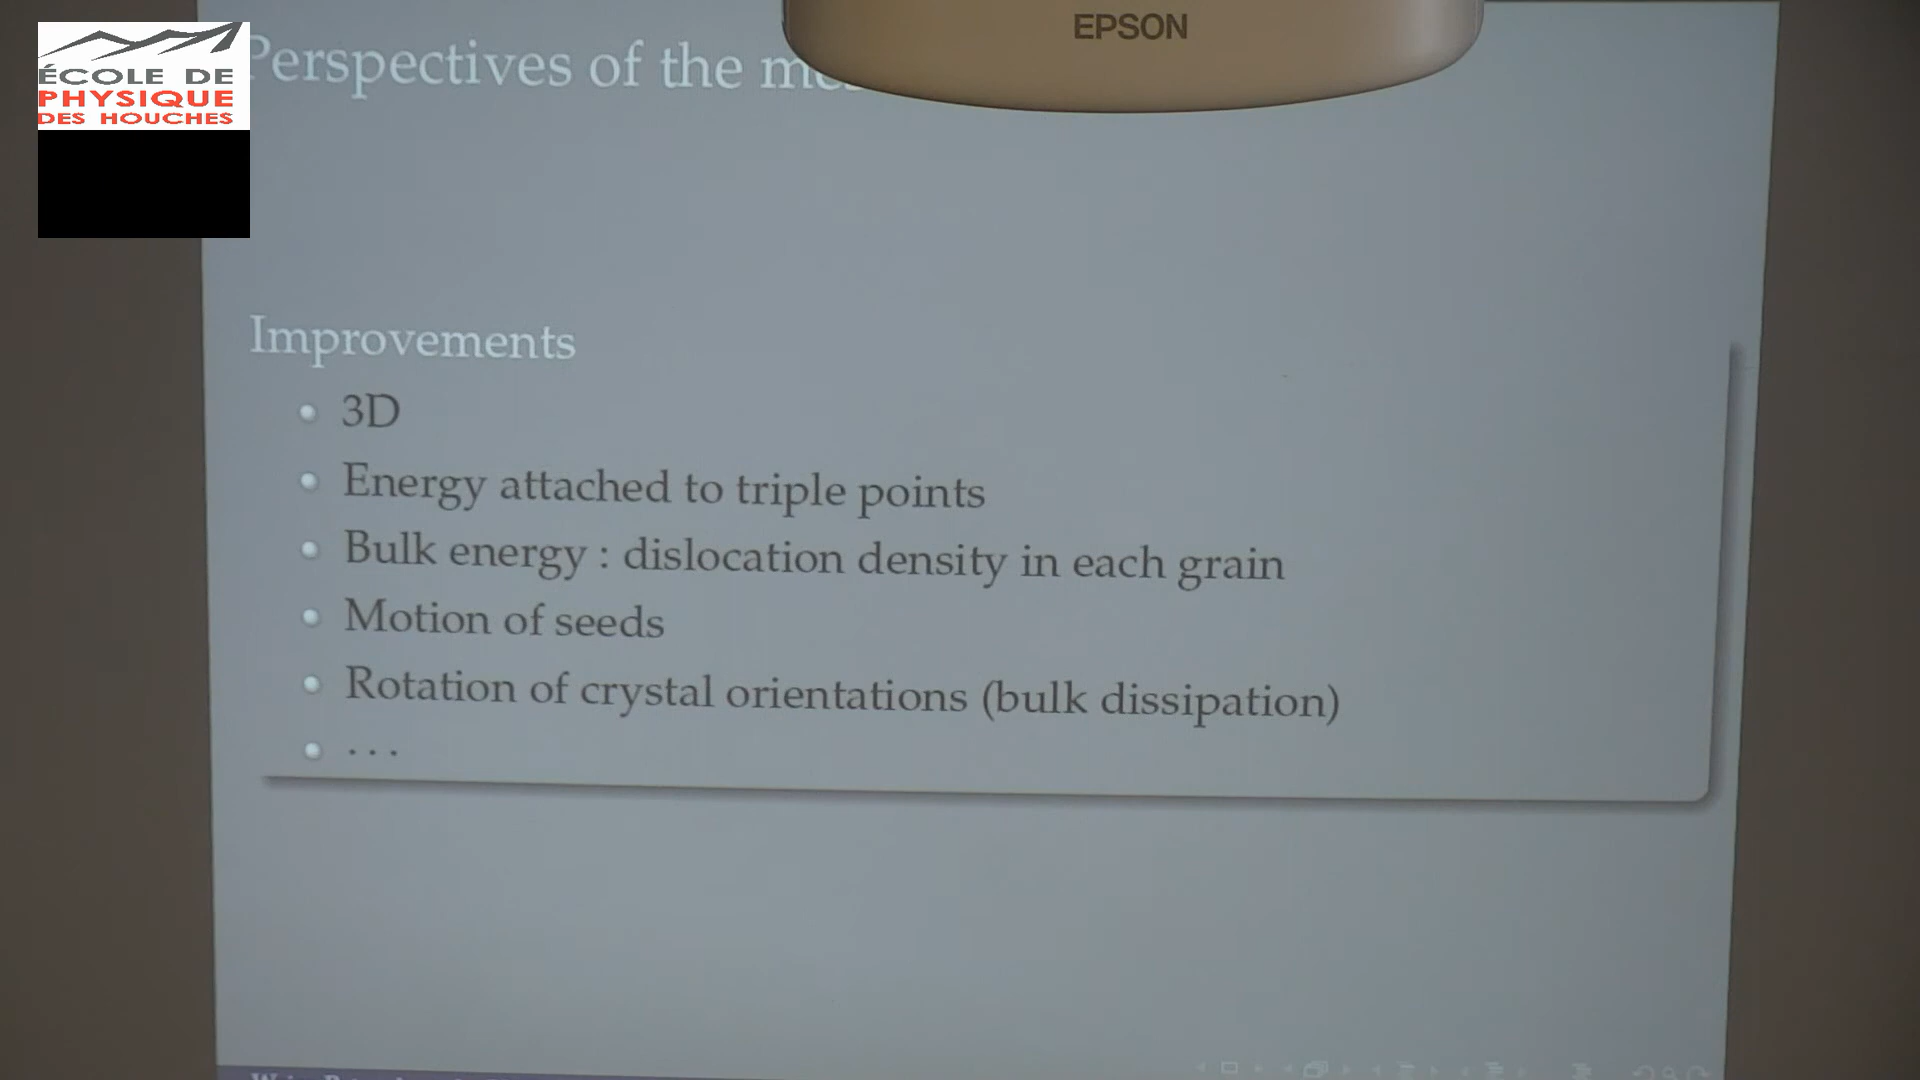 EPSON
ÉCOLE DE
PHYSIQUE
DES HOUCHES
Perspectives of the
Improvements
3D
Energy attached to triple points
Bulk energy : dislocation density in each grain
Motion of seeds
Rotation of crystal orientations (bulk dissipation)
. . .